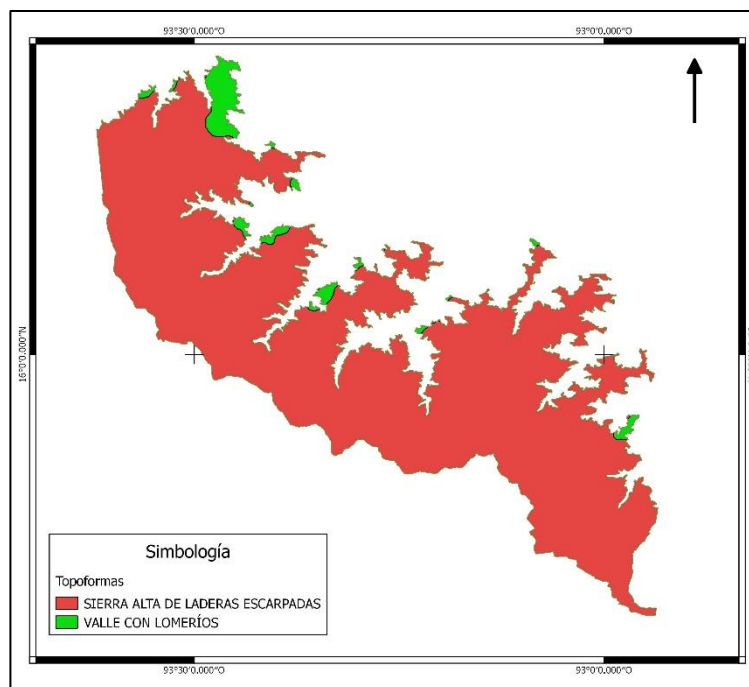 93°30'0.000"O
93°0'0.000"O
16°0'0.000"N
Simbología
Topoformas
SIERRA ALTA DE LADERAS ESCARPADAS
VALLE CON LOMERÍOS
93°30'0.000"O
93°0'0.000"O